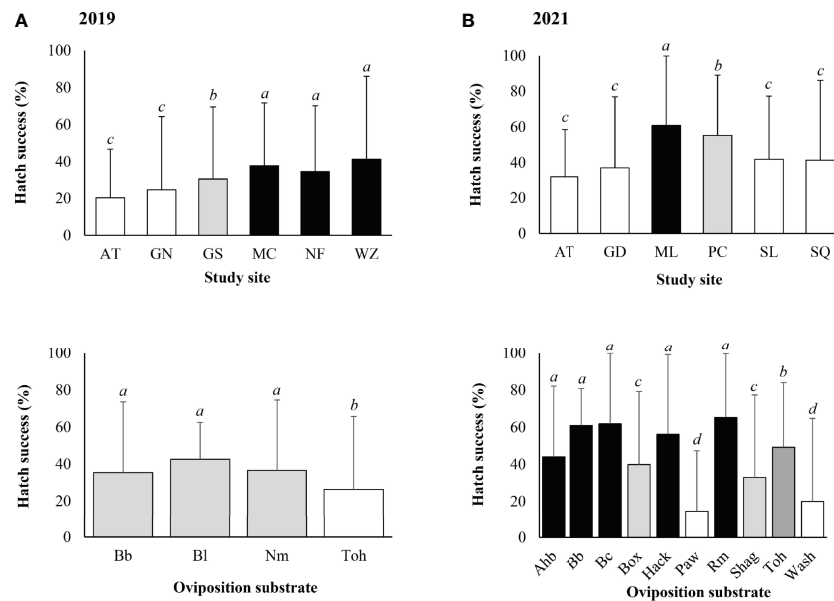 A 2019
Hatch success (%)
100
80
60
40
20
0
c c b a a a
AT GN GS MC NF WZ
Study site
B 2021
Hatch success (%)
100
80
60
40
20
0
c c a b c c
AT GD ML PC SL SQ
Study site
Hatch success (%)
100
80
60
40
20
0
a a a b
Bb Bl Nm Toh
Oviposition substrate
Hatch success (%)
100
80
60
40
20
0
a a a c a d a c b d
Ahb Bb Bc Box Hack Paw Rm Shag Toh Wash
Oviposition substrate